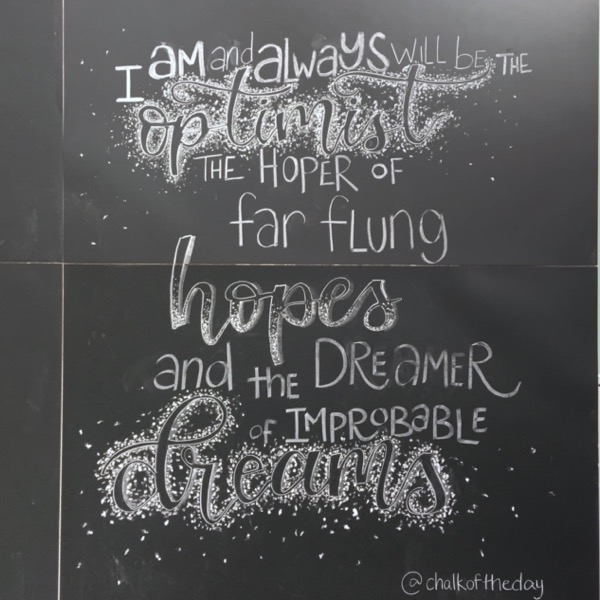 I AM and ALWAYS WILL be THE
optimist
THE HOPER OF
far fLung
hopes
and the DREAMER
of IMPROBABLE
dreams
@chalkoftheday